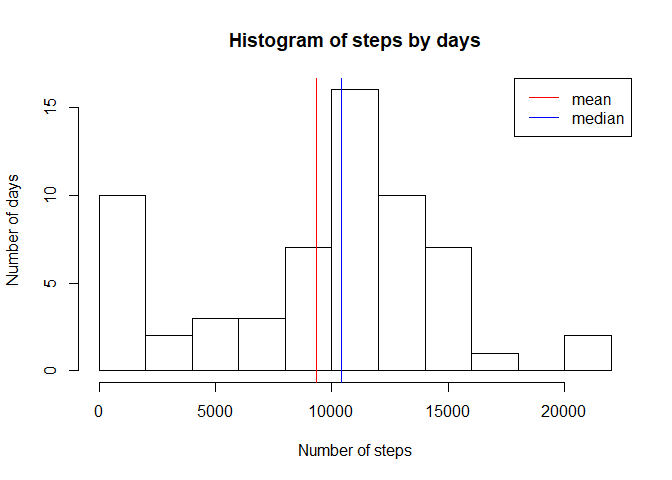 Histogram of steps by days
mean
median
Number of days
15
10
5
0
0 5000 10000 15000 20000
Number of steps